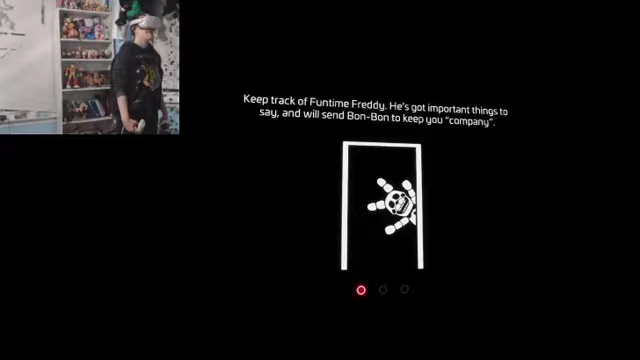 Keep track of Funtime Freddy. He's got important things to
say, and will send Bon-Bon to keep you "company".